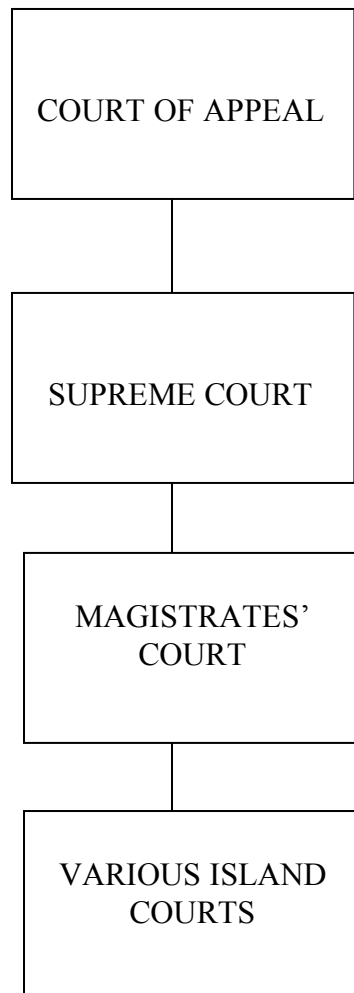 COURT OF APPEAL
SUPREME COURT
MAGISTRATES’
COURT
VARIOUS ISLAND
COURTS